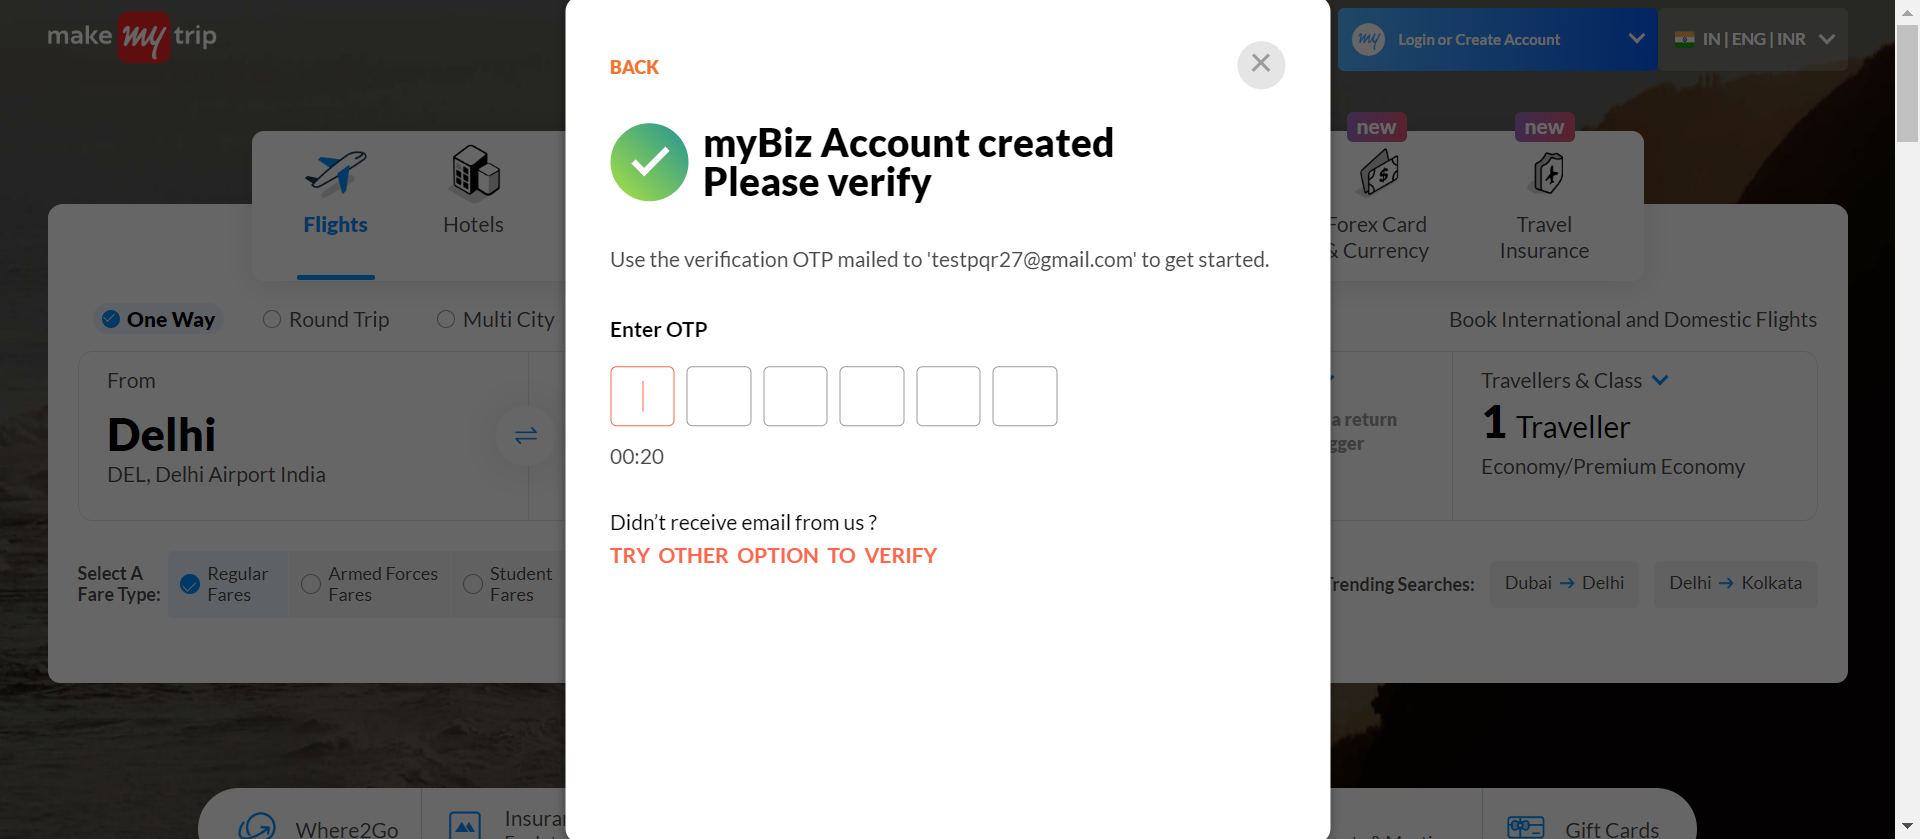 make my trip
Login or Create Account
IN | ENG | INR
BACK
myBiz Account created
Please verify
Use the verification OTP mailed to 'testpqr27@gmail.com' to get started.
Enter OTP
00:20
Didn’t receive email from us ?
TRY OTHER OPTION TO VERIFY
Flights
Hotels
new
Forex Card
& Currency
new
Travel
Insurance
One Way
Round Trip
Multi City
Book International and Domestic Flights
From
Delhi
DEL, Delhi Airport India
a return
Travellers & Class
1 Traveller
Economy/Premium Economy
Select A
Fare Type:
Regular
Fares
Armed Forces
Fares
Student
Fares
Trending Searches:
Dubai → Delhi
Delhi → Kolkata
Where2Go
Gift Cards